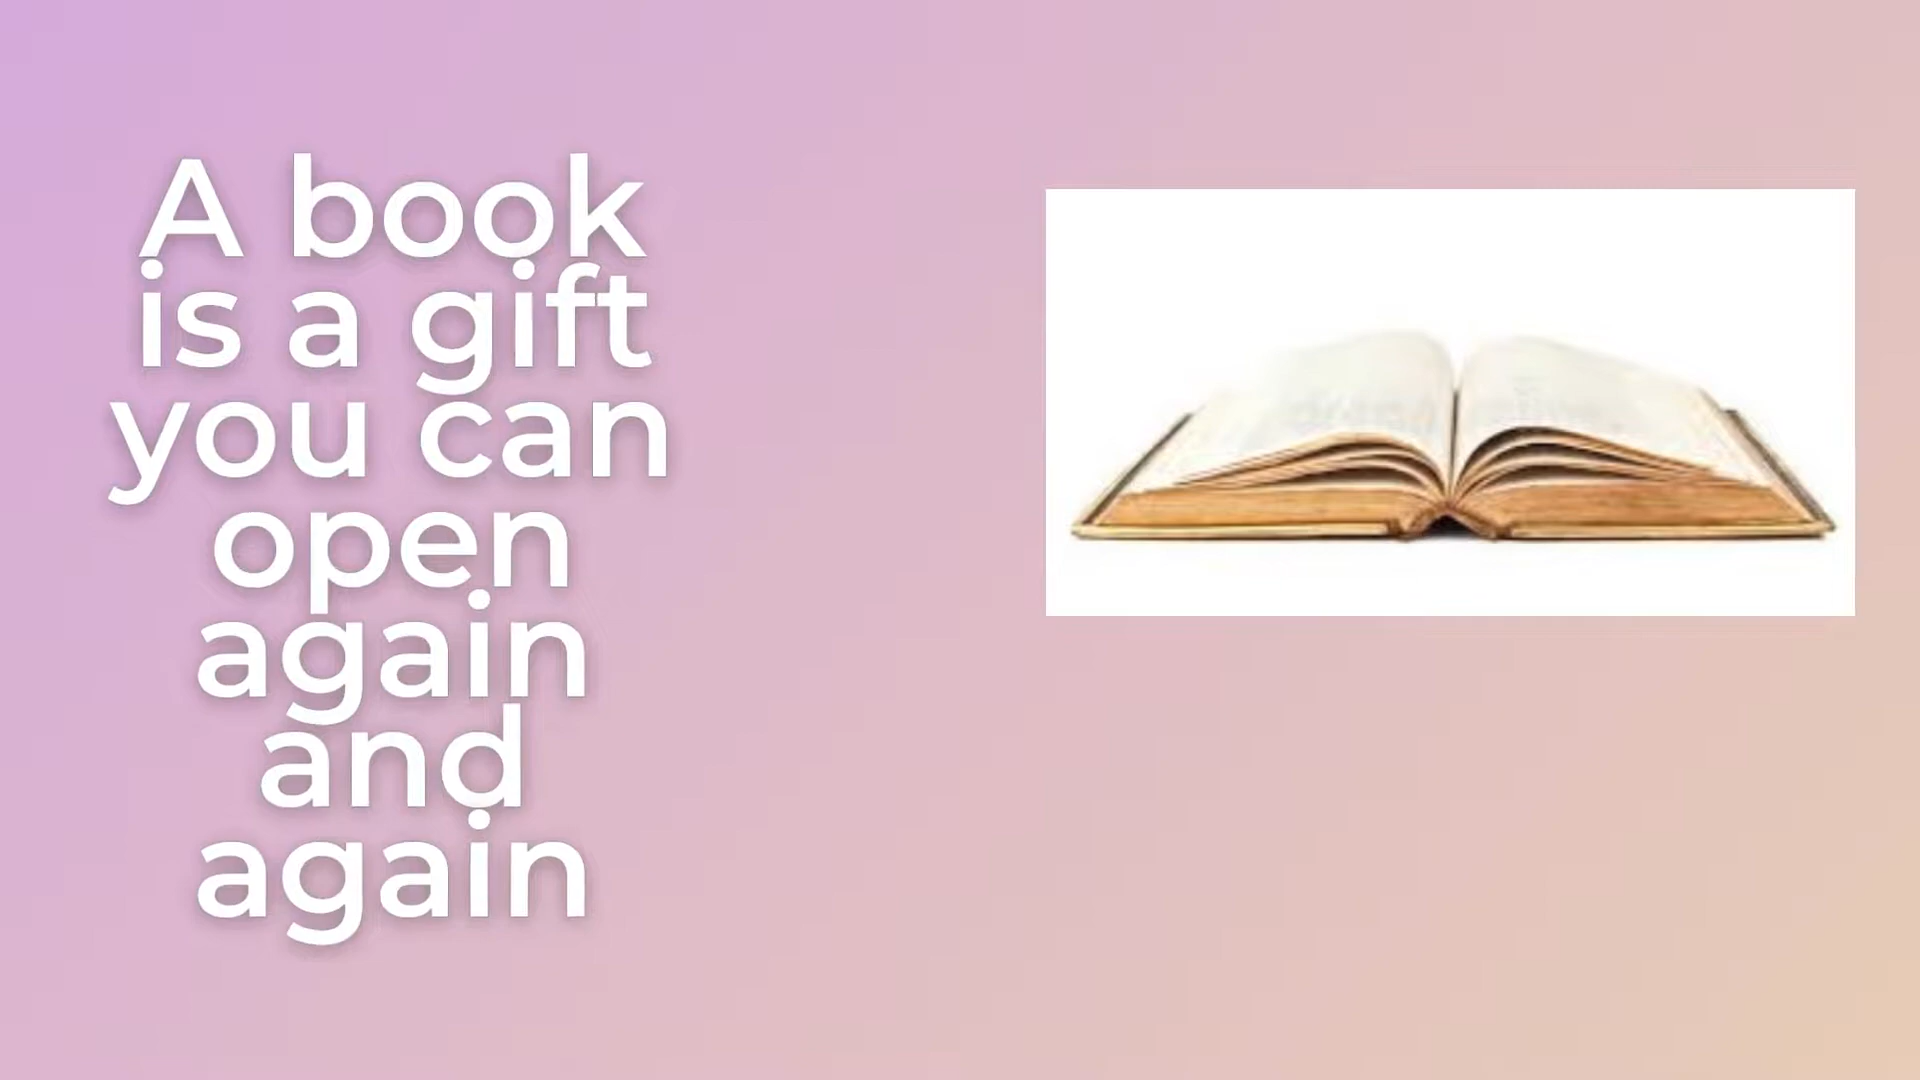 A book
is a gift
you can
open
again
and
again